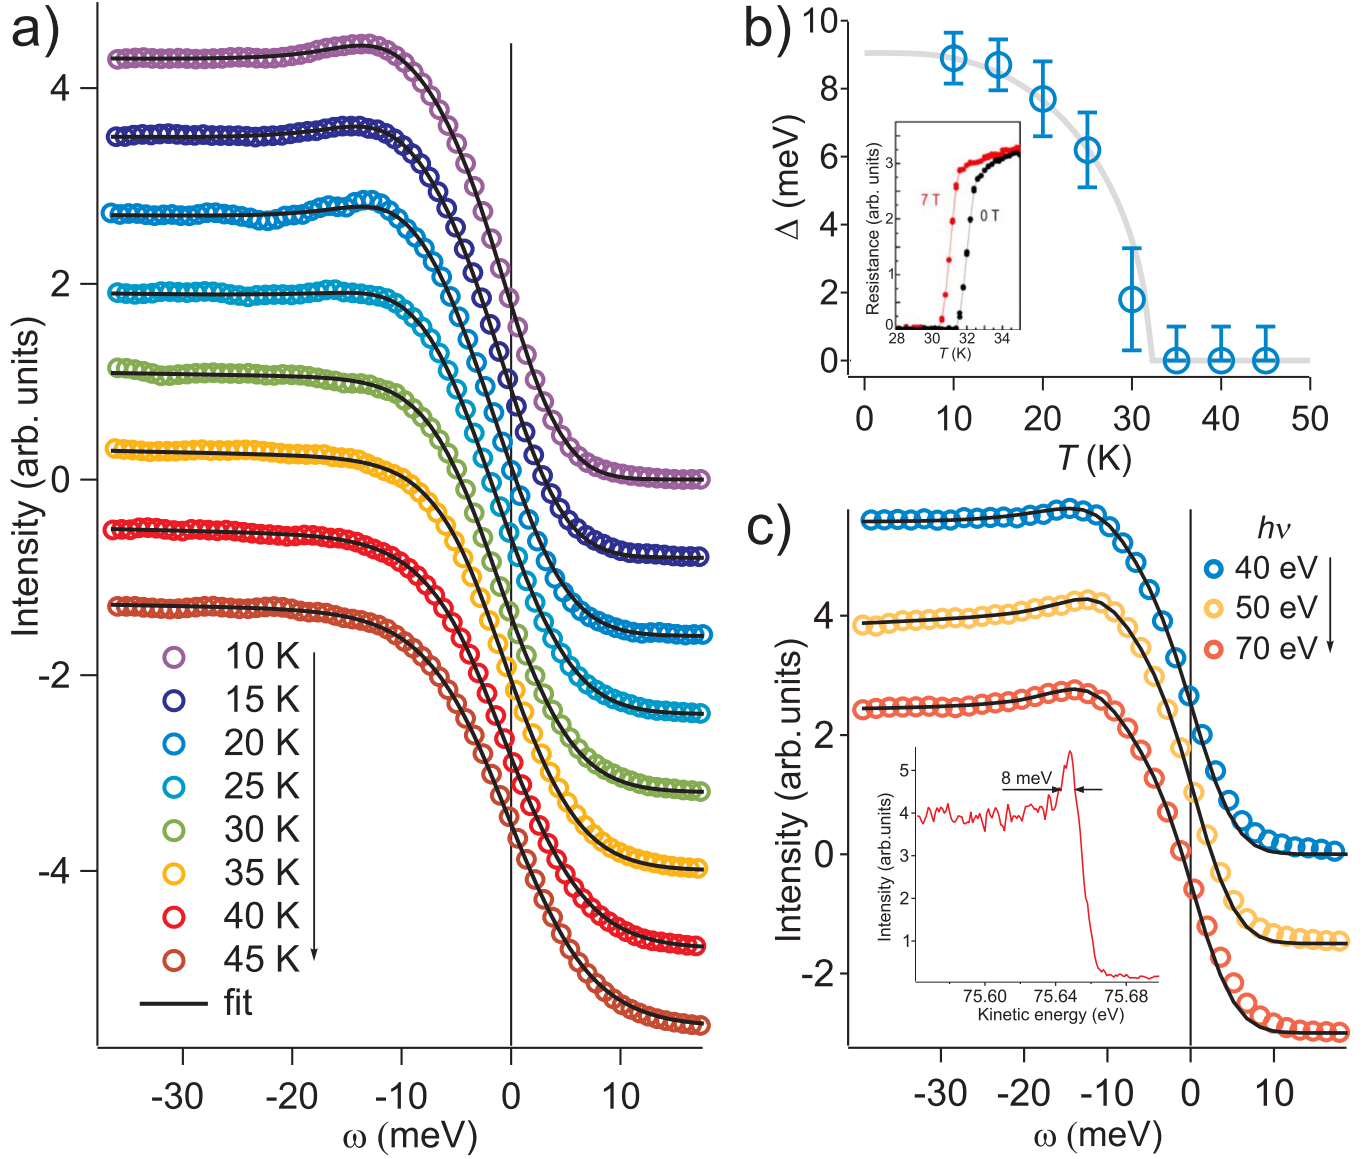 a)
Intensity (arb. units)
4
2
0
-2
-4
10 K
15 K
20 K
25 K
30 K
35 K
40 K
45 K
fit
-30
-20
-10
0
10
ω (meV)
b)
Δ (meV)
10
8
6
4
2
0
0
10
20
30
40
50
T (K)
Resistance (arb. units)
3
2
1
0
7 T
0 T
28
30
32
34
T (K)
c)
Intensity (arb. units)
4
2
0
-2
hν
40 eV
50 eV
70 eV
Intensity (arb.units)
5
4
3
2
1
8 meV
75.60
75.64
75.68
Kinetic energy (eV)
-30
-20
-10
0
10
ω (meV)